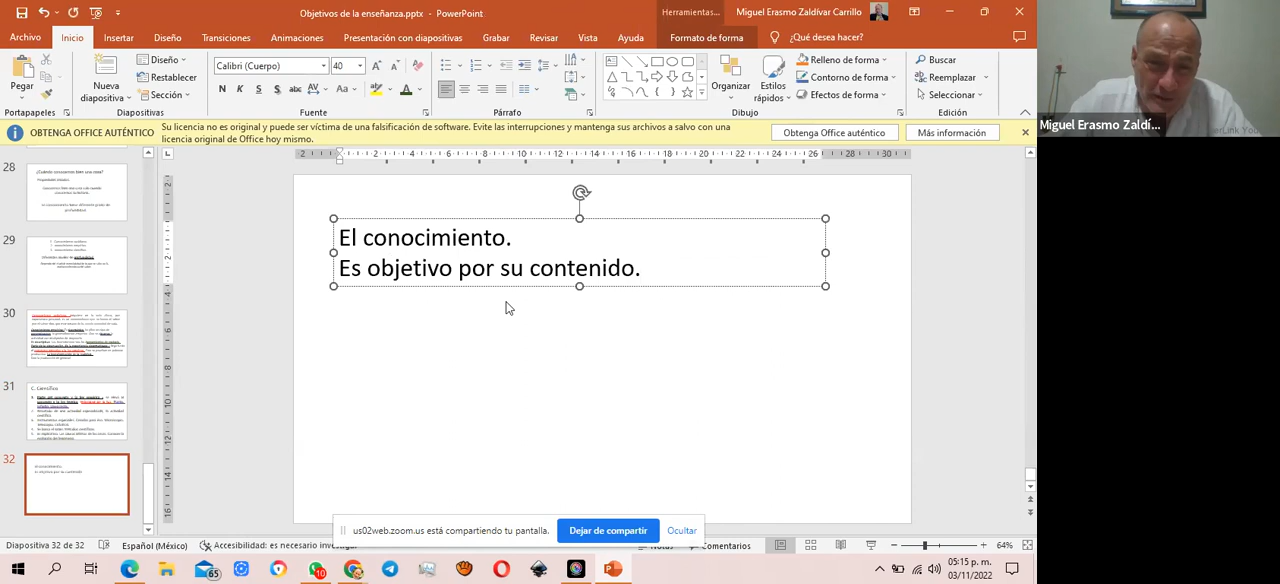 Objetivos de la enseñanza.pptx - PowerPoint
Herramientas...
Miguel Erasmo Zaldívar Carrillo
Archivo Inicio Insertar Diseño Transiciones Animaciones Presentación con diapositivas Grabar Revisar Vista Ayuda Formato de forma ¿Qué desea hacer?
Pegar
Nueva diapositiva
Diseño
Restablecer
Sección
Calibri (Cuerpo) 40
N K S S abc AV Aa A
Organizar
Estilos rápidos
Relleno de forma
Contorno de forma
Efectos de forma
Buscar
Reemplazar
Seleccionar
Portapapeles Diapositivas Fuente Párrafo Dibujo Edición
OBTENGA OFFICE AUTÉNTICO Su licencia no es original y puede ser víctima de una falsificación de software. Evite las interrupciones y mantenga sus archivos a salvo con una
licencia original de Office hoy mismo.
Obtenga Office auténtico Más información
Miguel Erasmo Zaldí...
28
29
30
31
C. Científico
32
El conocimiento.
Es objetivo por su contenido.
us02web.zoom.us está compartiendo tu pantalla. Dejar de compartir Ocultar
Diapositiva 32 de 32 Español (México) Accesibilidad: es necesario Notas Comentarios 64%
65
10
05:15 p. m.
03/11/2022